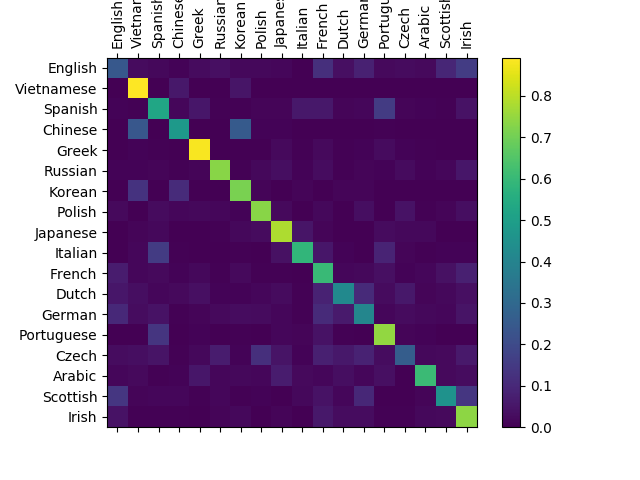 English
Vietnam
Spanish
Chinese
Greek
Russian
Korean
Polish
Japanese
Italian
French
Dutch
German
Portugu
Czech
Arabic
Scottish
Irish
English
Vietnamese
Spanish
Chinese
Greek
Russian
Korean
Polish
Japanese
Italian
French
Dutch
German
Portuguese
Czech
Arabic
Scottish
Irish
0.8
0.7
0.6
0.5
0.4
0.3
0.2
0.1
0.0